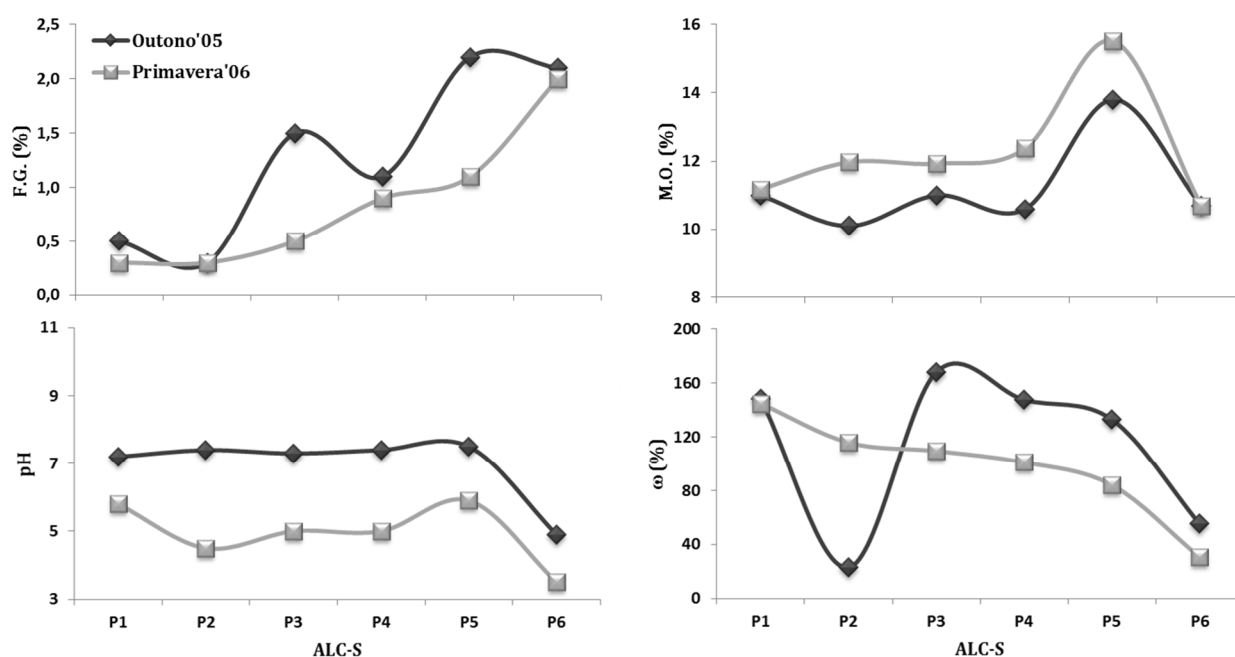 2,5
2,0
1,5
1,0
0,5
0,0
F.G. (%)
Outono'05
Primavera'06
16
14
12
10
8
M.O. (%)
11
9
7
5
3
pH
P1 P2 P3 P4 P5 P6
ALC-S
200
160
120
80
40
0
ω (%)
P1 P2 P3 P4 P5 P6
ALC-S